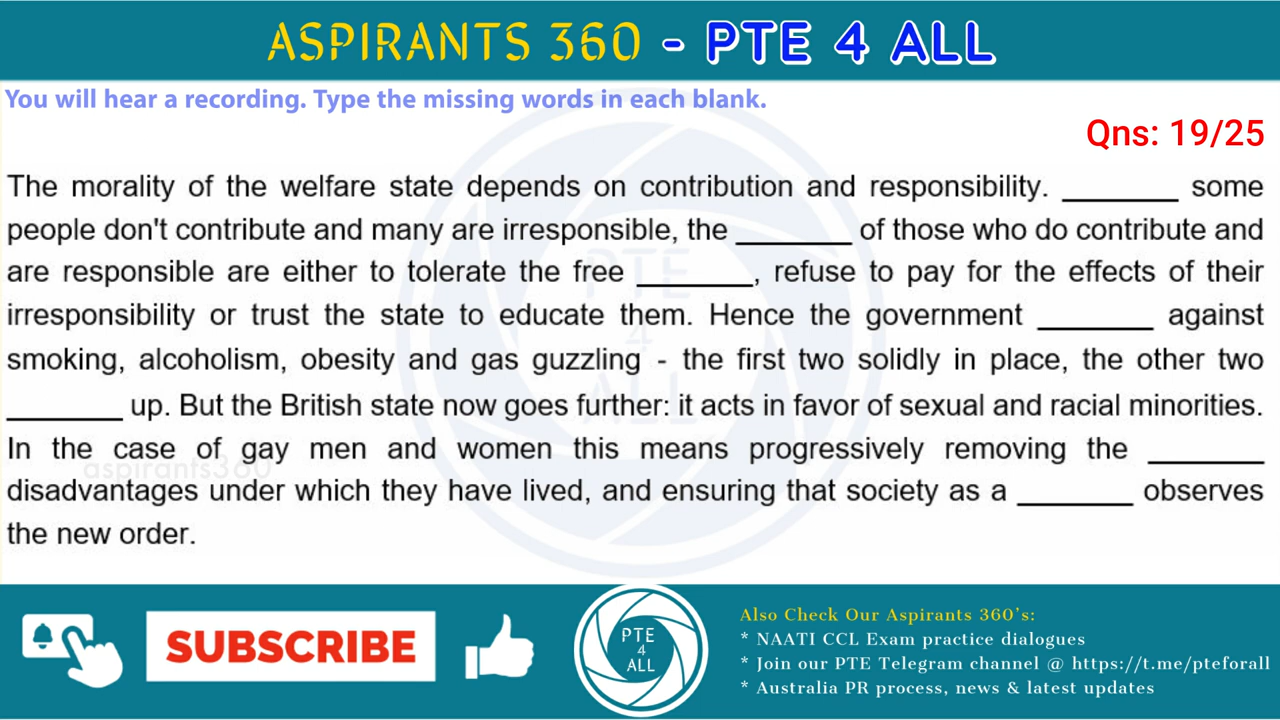 ASPIRANTS 360 - PTE 4 ALL
You will hear a recording. Type the missing words in each blank.
Qns: 19/25
The morality of the welfare state depends on contribution and responsibility. ________ some
people don't contribute and many are irresponsible, the ________ of those who do contribute and
are responsible are either to tolerate the free ________, refuse to pay for the effects of their
irresponsibility or trust the state to educate them. Hence the government ________ against
smoking, alcoholism, obesity and gas guzzling - the first two solidly in place, the other two
________ up. But the British state now goes further: it acts in favor of sexual and racial minorities.
In the case of gay men and women this means progressively removing the ________
disadvantages under which they have lived, and ensuring that society as a ________ observes
the new order.
aspirants360
PTE
4
ALL
SUBSCRIBE
PTE
4
ALL
Also Check Our Aspirants 360's:
* NAATI CCL Exam practice dialogues
* Join our PTE Telegram channel @ https://t.me/pteforall
* Australia PR process, news & latest updates